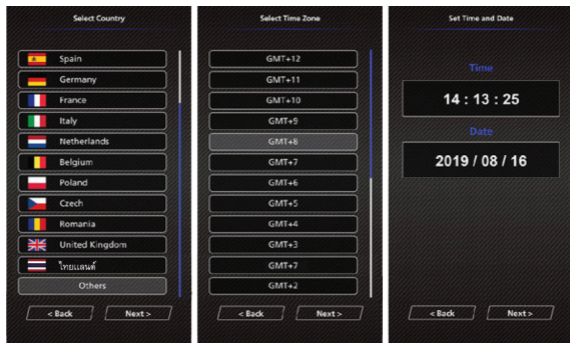 Select Country
Spain
Germany
France
Italy
Netherlands
Belgium
Poland
Czech
Romania
United Kingdom
ไทยแลนด์
Others
< Back
Next >
Select Time Zone
GMT+12
GMT+11
GMT+10
GMT+9
GMT+8
GMT+7
GMT+6
GMT+5
GMT+4
GMT+3
GMT+7
GMT+2
< Back
Next >
Set Time and Date
Time
14 : 13 : 25
Date
2019 / 08 / 16
< Back
Next >